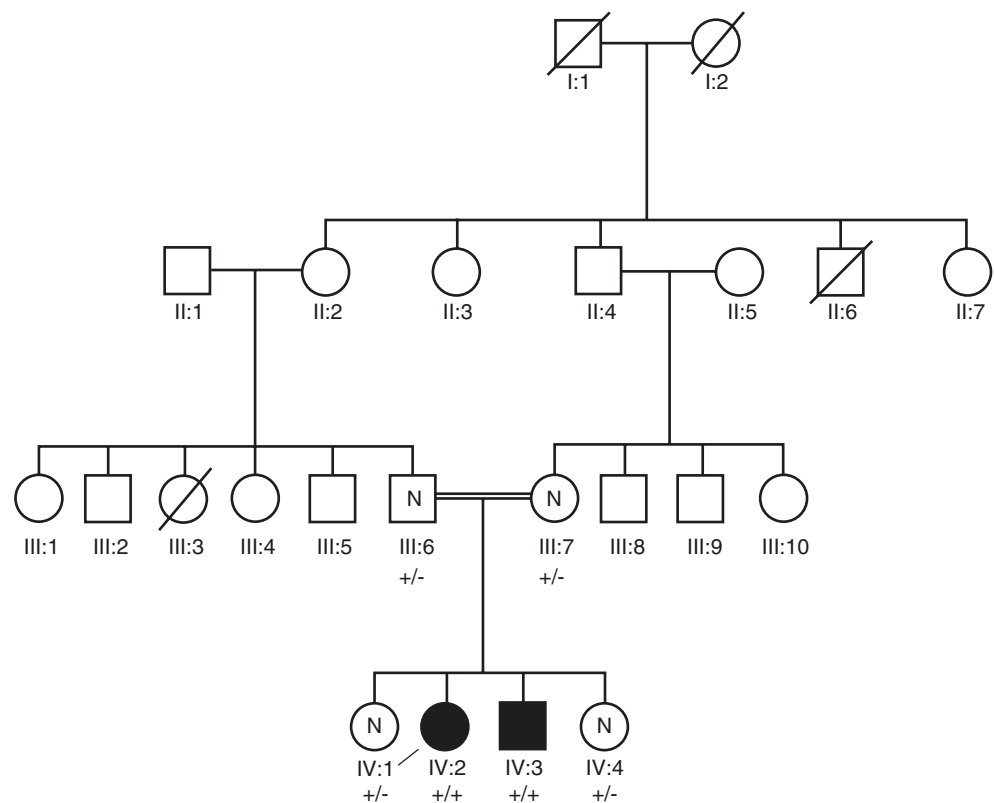 I:1 I:2
II:1 II:2 II:3 II:4 II:5 II:6 II:7
N N
III:1 III:2 III:3 III:4 III:5 III:6 III:7 III:8 III:9 III:10
+/- +/-
N N
IV:1 IV:2 IV:3 IV:4
+/- +/+ +/+ +/-